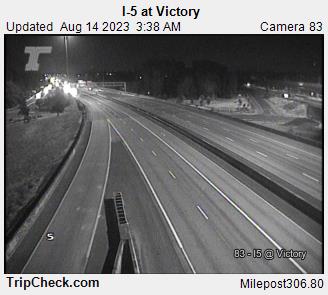 I-5 at Victory
Updated Aug 14 2023 3:38 AM Camera 83
T
S
83 - I5 @ Victory
TripCheck.com Milepost306.80